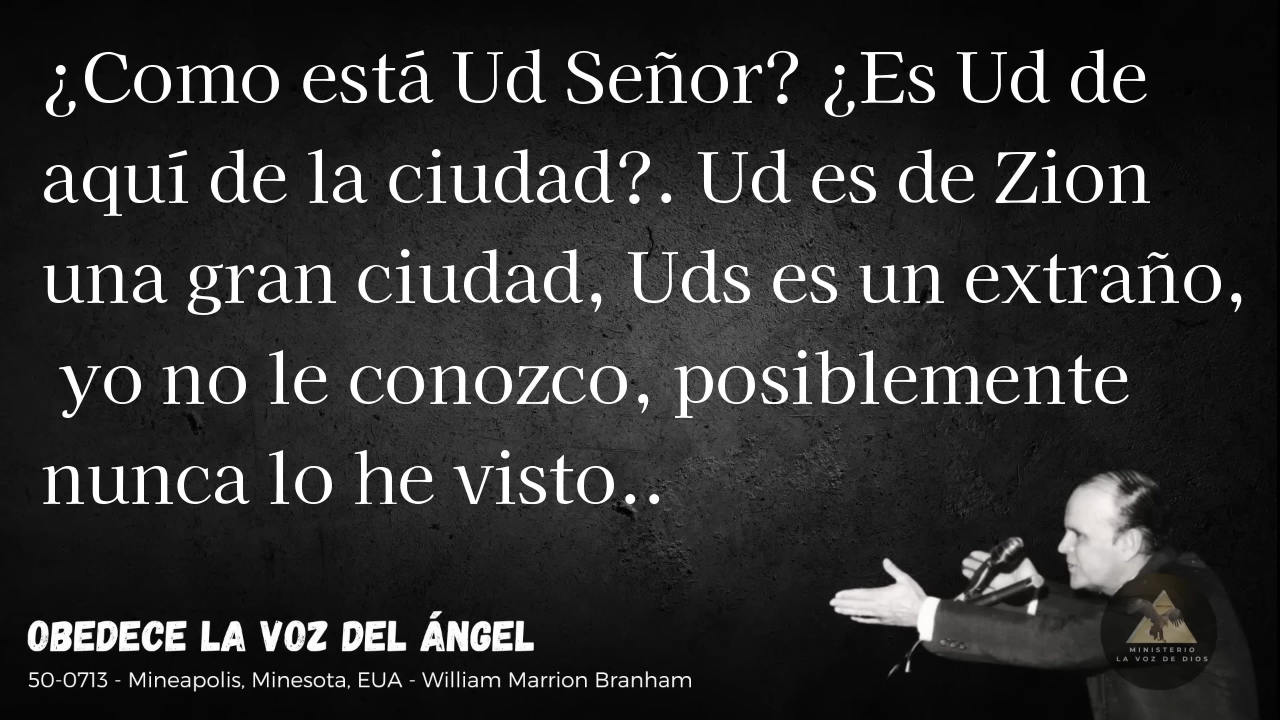 ¿Como está Ud Señor? ¿Es Ud de
aquí de la ciudad?. Ud es de Zion
una gran ciudad, Uds es un extraño,
yo no le conozco, posiblemente
nunca lo he visto..
OBEDECE LA VOZ DEL ÁNGEL
50-0713 - Mineapolis, Minesota, EUA - William Marrion Branham
MINISTERIO
LA VOZ DE DIOS